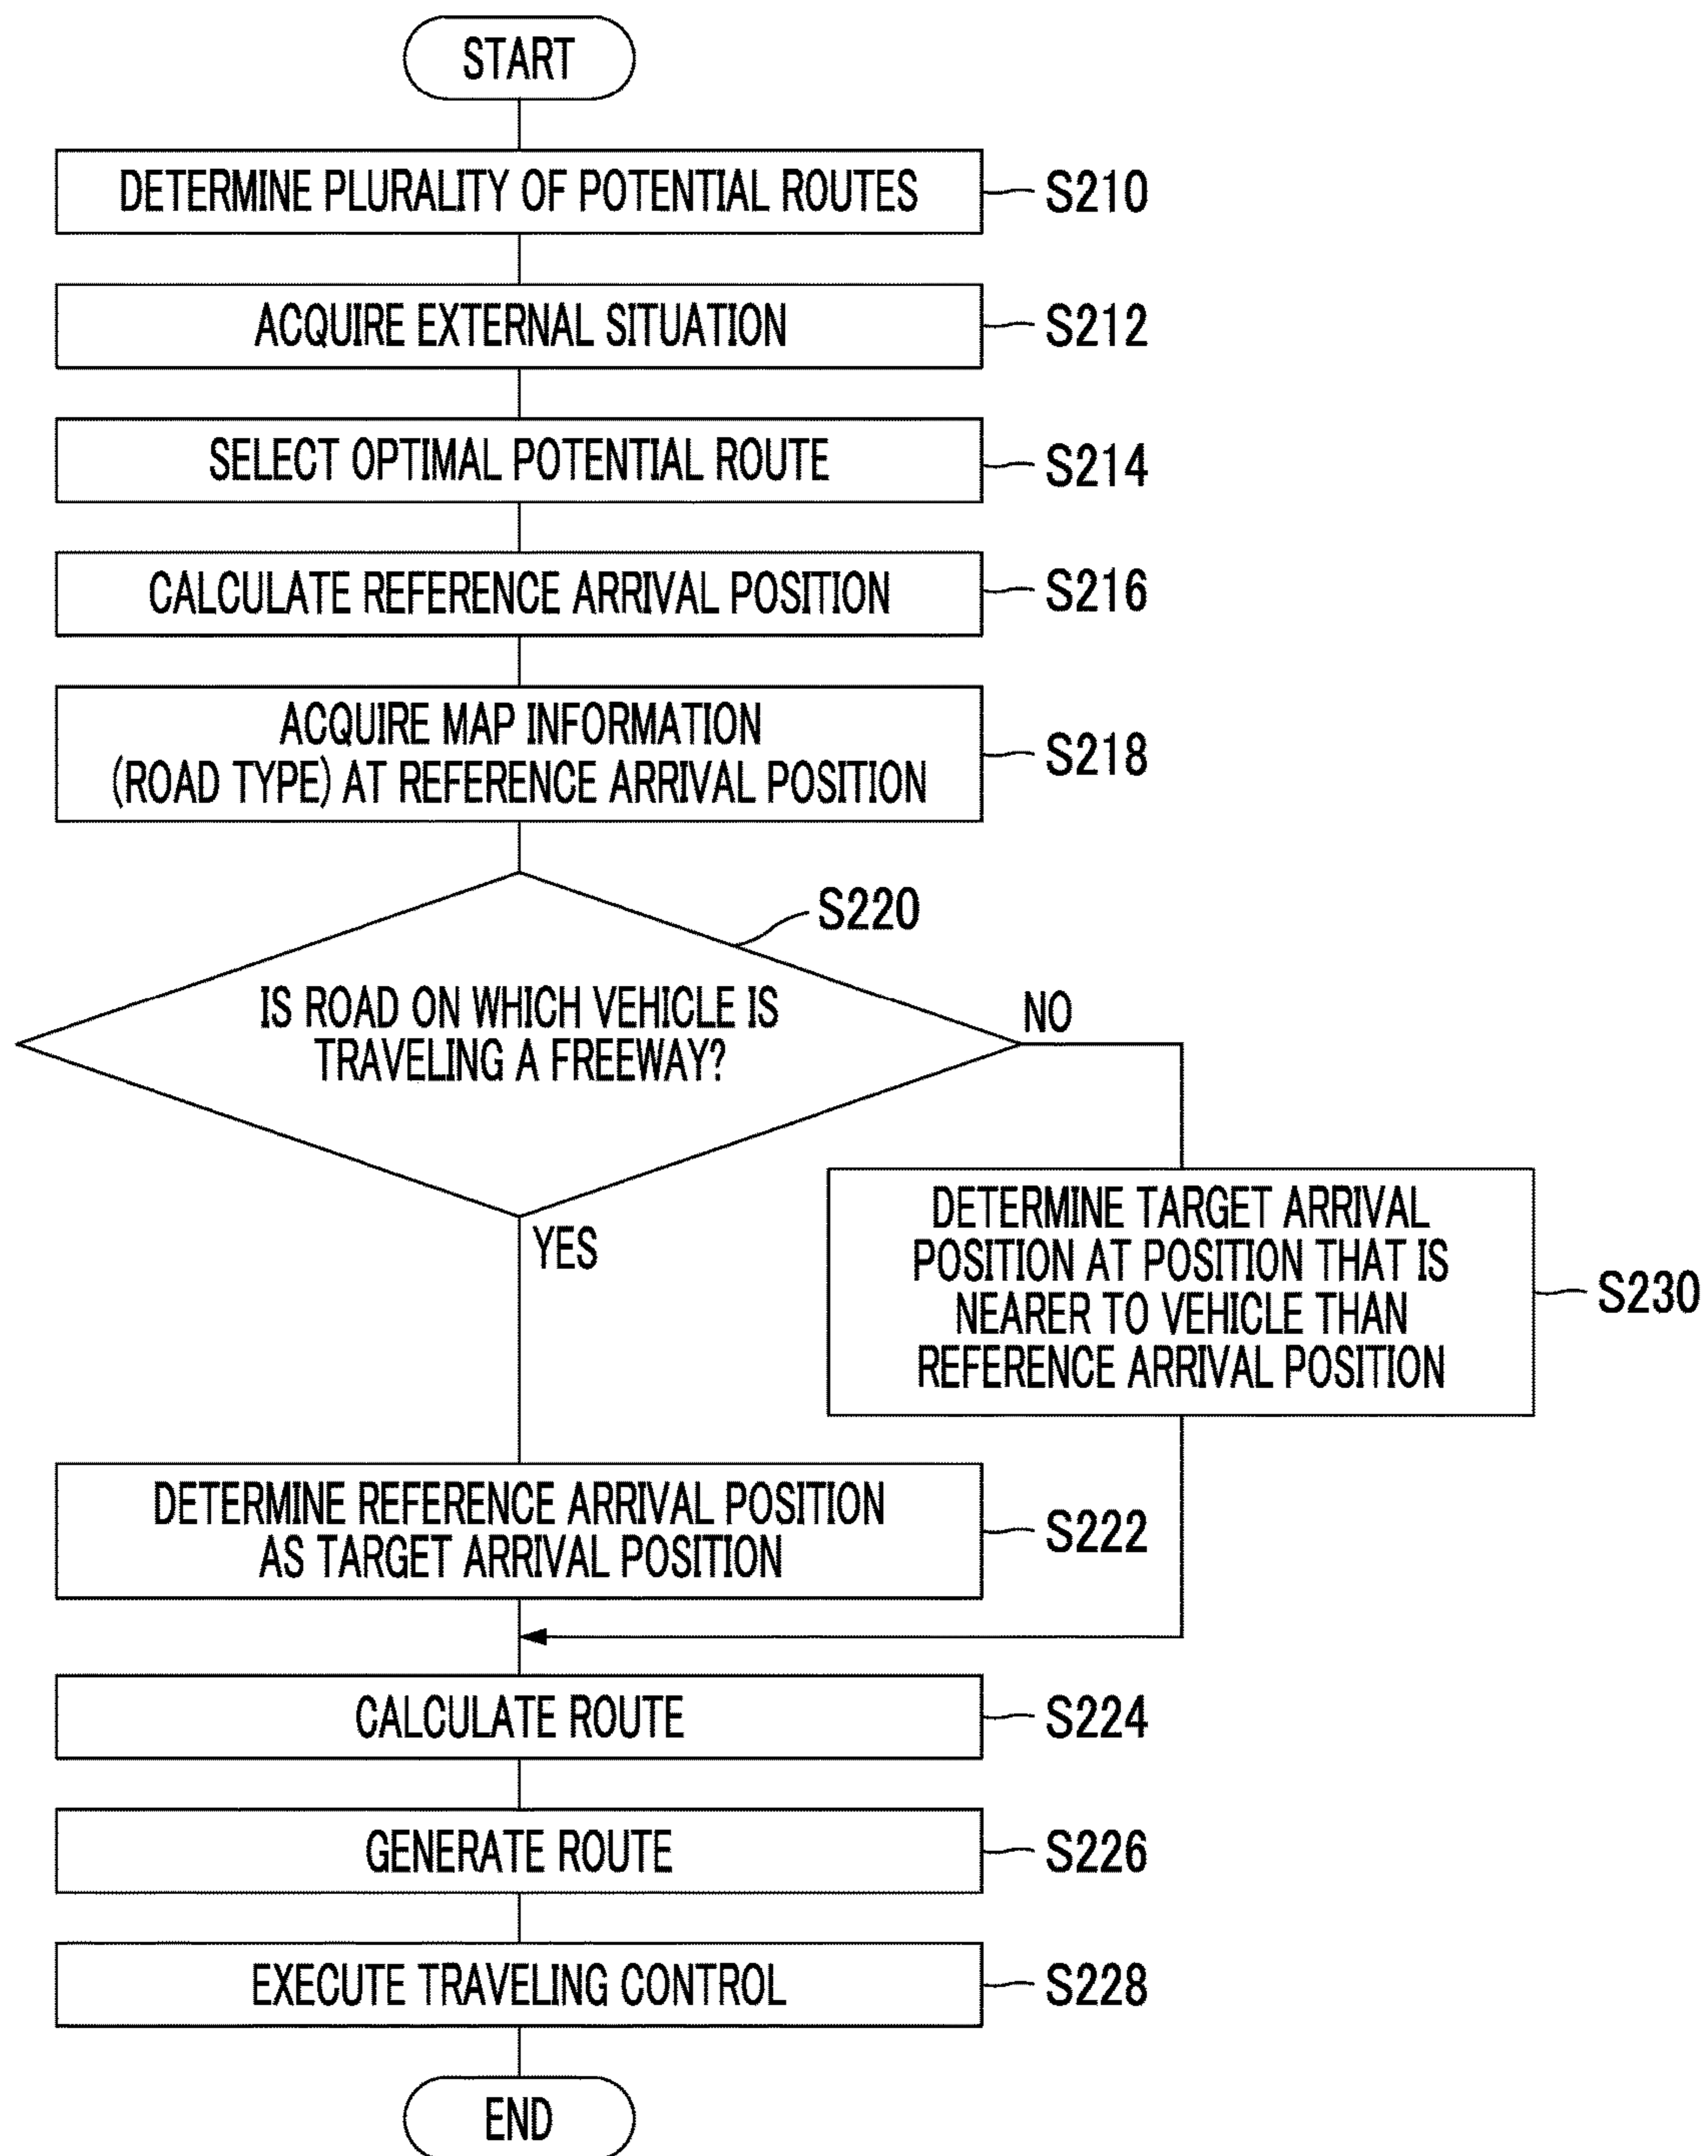 START
DETERMINE PLURALITY OF POTENTIAL ROUTES
S210
ACQUIRE EXTERNAL SITUATION
S212
SELECT OPTIMAL POTENTIAL ROUTE
S214
CALCULATE REFERENCE ARRIVAL POSITION
S216
ACQUIRE MAP INFORMATION
(ROAD TYPE) AT REFERENCE ARRIVAL POSITION
S218
S220
IS ROAD ON WHICH VEHICLE IS
TRAVELING A FREEWAY?
NO
YES
DETERMINE TARGET ARRIVAL
POSITION AT POSITION THAT IS
NEARER TO VEHICLE THAN
REFERENCE ARRIVAL POSITION
S230
DETERMINE REFERENCE ARRIVAL POSITION
AS TARGET ARRIVAL POSITION
S222
CALCULATE ROUTE
S224
GENERATE ROUTE
S226
EXECUTE TRAVELING CONTROL
S228
END